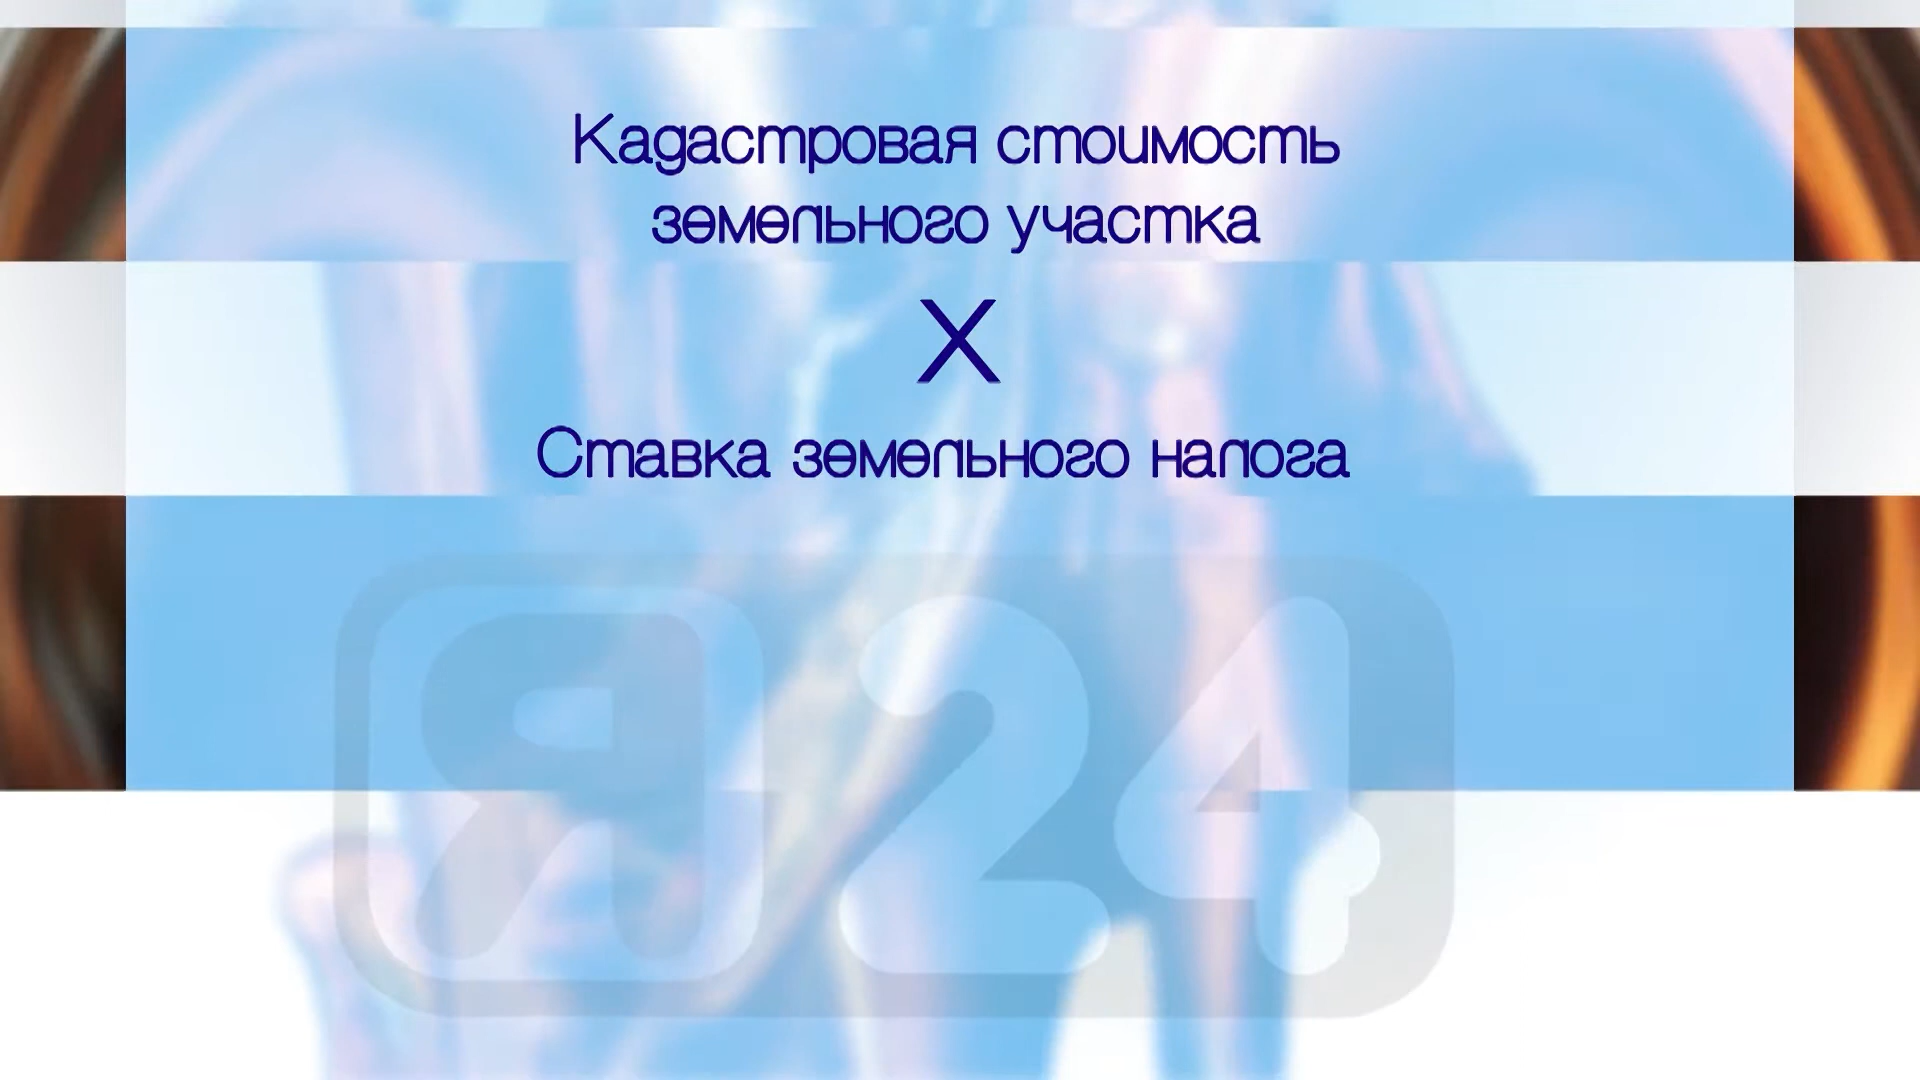 Кадастровая стоимость
земельного участка
X
Ставка земельного налога
Я24